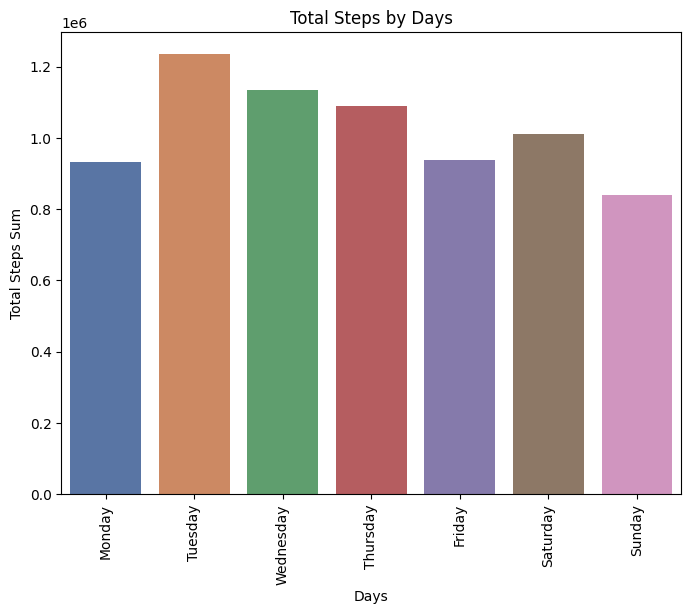 Total Steps by Days
1e6
Total Steps Sum
1.2
1.0
0.8
0.6
0.4
0.2
0.0
Monday
Tuesday
Wednesday
Thursday
Friday
Saturday
Sunday
Days